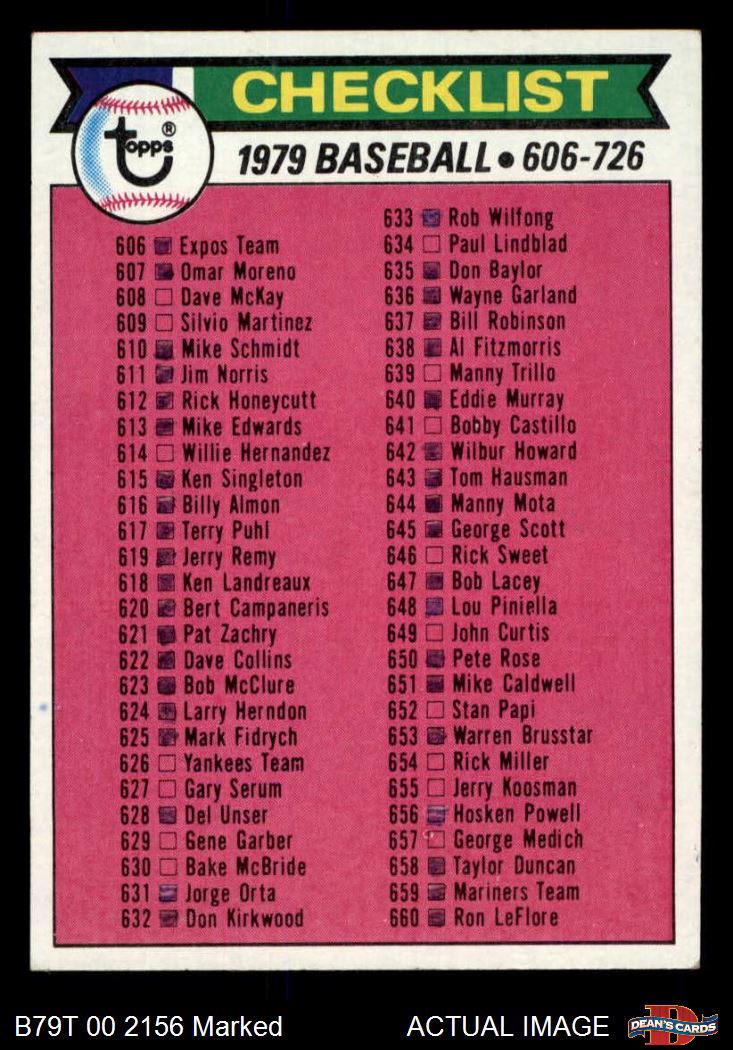 CHECKLIST
topps®
1979 BASEBALL • 606-726
606 Expos Team
607 Omar Moreno
608 Dave McKay
609 Silvio Martinez
610 Mike Schmidt
611 Jim Norris
612 Rick Honeycutt
613 Mike Edwards
614 Willie Hernandez
615 Ken Singleton
616 Billy Almon
617 Terry Puhl
619 Jerry Remy
618 Ken Landreaux
620 Bert Campaneris
621 Pat Zachry
622 Dave Collins
623 Bob McClure
624 Larry Herndon
625 Mark Fidrych
626 Yankees Team
627 Gary Serum
628 Del Unser
629 Gene Garber
630 Bake McBride
631 Jorge Orta
632 Don Kirkwood
633 Rob Wilfong
634 Paul Lindblad
635 Don Baylor
636 Wayne Garland
637 Bill Robinson
638 Al Fitzmorris
639 Manny Trillo
640 Eddie Murray
641 Bobby Castillo
642 Wilbur Howard
643 Tom Hausman
644 Manny Mota
645 George Scott
646 Rick Sweet
647 Bob Lacey
648 Lou Piniella
649 John Curtis
650 Pete Rose
651 Mike Caldwell
652 Stan Papi
653 Warren Brusstar
654 Rick Miller
655 Jerry Koosman
656 Hosken Powell
657 George Medich
658 Taylor Duncan
659 Mariners Team
660 Ron LeFlore
B79T 00 2156 Marked
ACTUAL IMAGE
DEAN'S CARDS